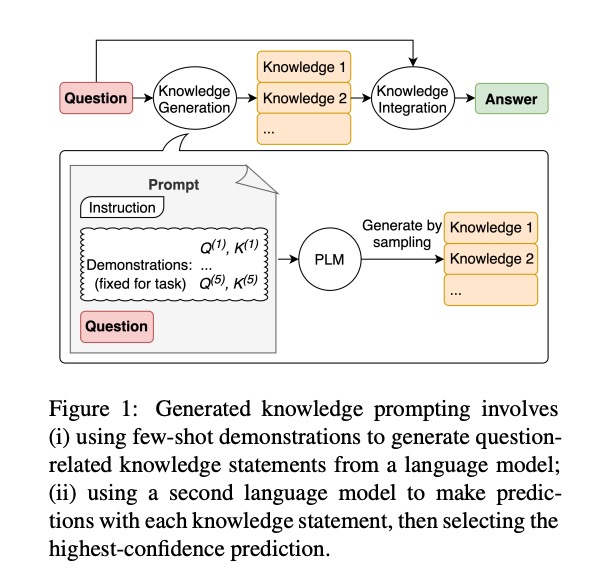 Question
Knowledge
Generation
Knowledge 1
Knowledge 2
...
Knowledge
Integration
Answer
Prompt
Instruction
Q(1), K(1)
Demonstrations: ...
(fixed for task) Q(5), K(5)
Question
PLM
Generate by
sampling
Knowledge 1
Knowledge 2
...
Figure 1: Generated knowledge prompting involves
(i) using few-shot demonstrations to generate question-
related knowledge statements from a language model;
(ii) using a second language model to make predic-
tions with each knowledge statement, then selecting the
highest-confidence prediction.